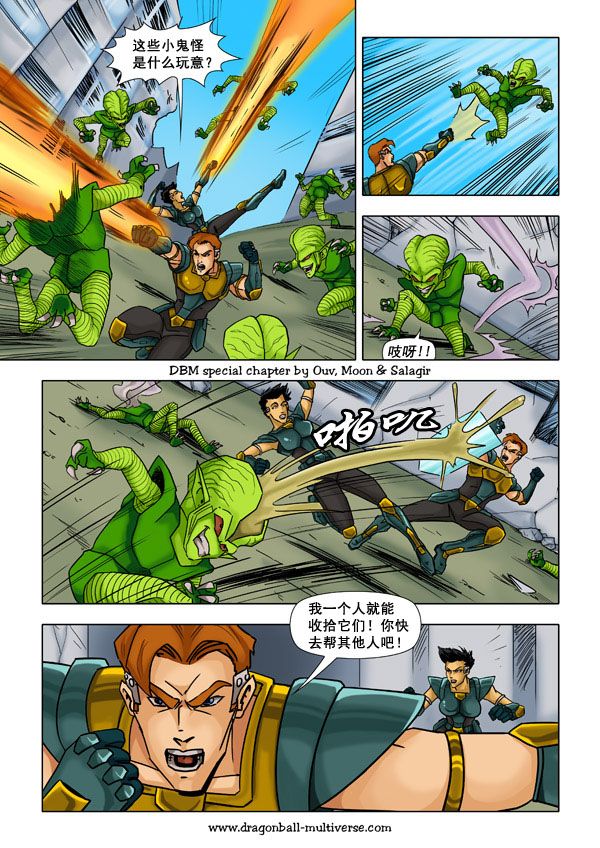 这些小鬼怪
是什么玩意?
吱呀!!
DBM special chapter by Ouv, Moon & Salagir
啪叽
我一个人就能
收拾它们!你快
去帮其他人吧!
www.dragonball-multiverse.com